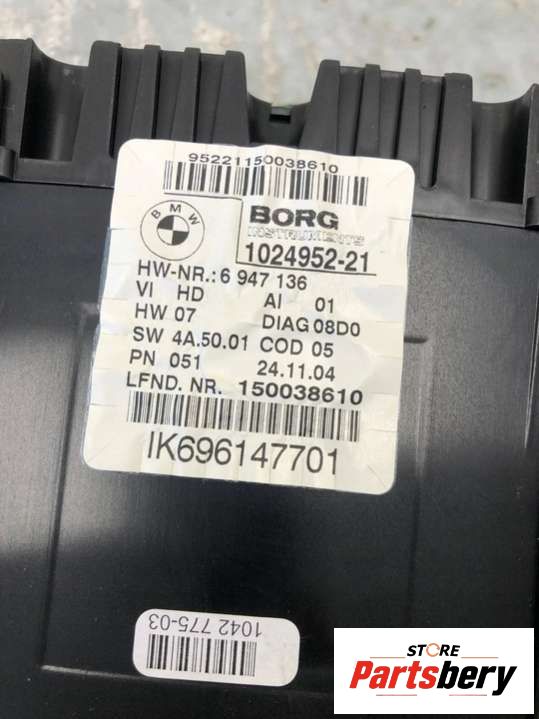 95221150038610
BMW
BORG
INSTRUMENTS
1024952-21
HW-NR.:6 947 136
VI HD AI 01
HW 07 DIAG 08D0
SW 4A.50.01 COD 05
PN 051 24.11.04
LFND. NR. 150038610
IK696147701
1042 775-03
STORE
Partsbery